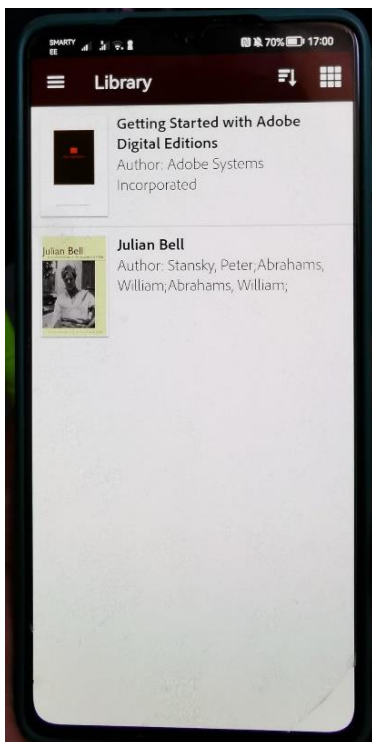 SMARTY
EE
70% 17:00
Library
Getting Started with Adobe
Digital Editions
Author: Adobe Systems
Incorporated
Julian Bell
Julian Bell
Author: Stansky, Peter;Abrahams,
William;Abrahams, William;